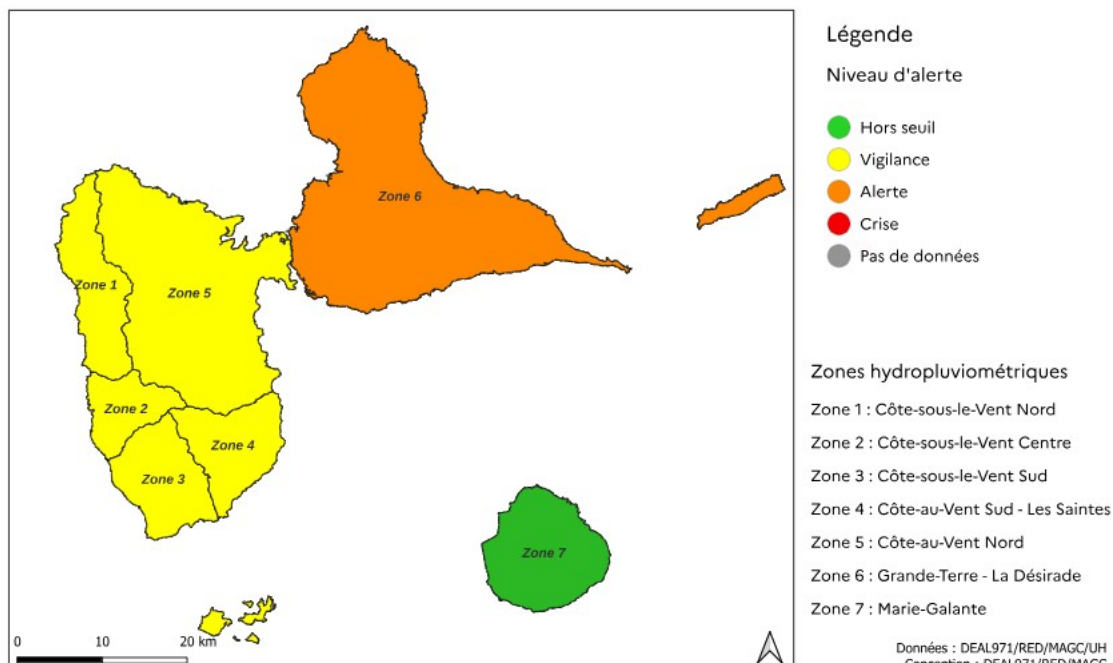 Légende
Niveau d'alerte
Hors seuil
Vigilance
Alerte
Crise
Pas de données
Zone 6
Zone 1
Zone 5
Zone 2
Zone 4
Zone 3
Zone 7
0 10 20 km
Zones hydropluviométriques
Zone 1 : Côte-sous-le-Vent Nord
Zone 2 : Côte-sous-le-Vent Centre
Zone 3 : Côte-sous-le-Vent Sud
Zone 4 : Côte-au-Vent Sud - Les Saintes
Zone 5 : Côte-au-Vent Nord
Zone 6 : Grande-Terre - La Désirade
Zone 7 : Marie-Galante
Données : DEAL971/RED/MAGC/UH
Conception : DEAL971/RED/MAGC